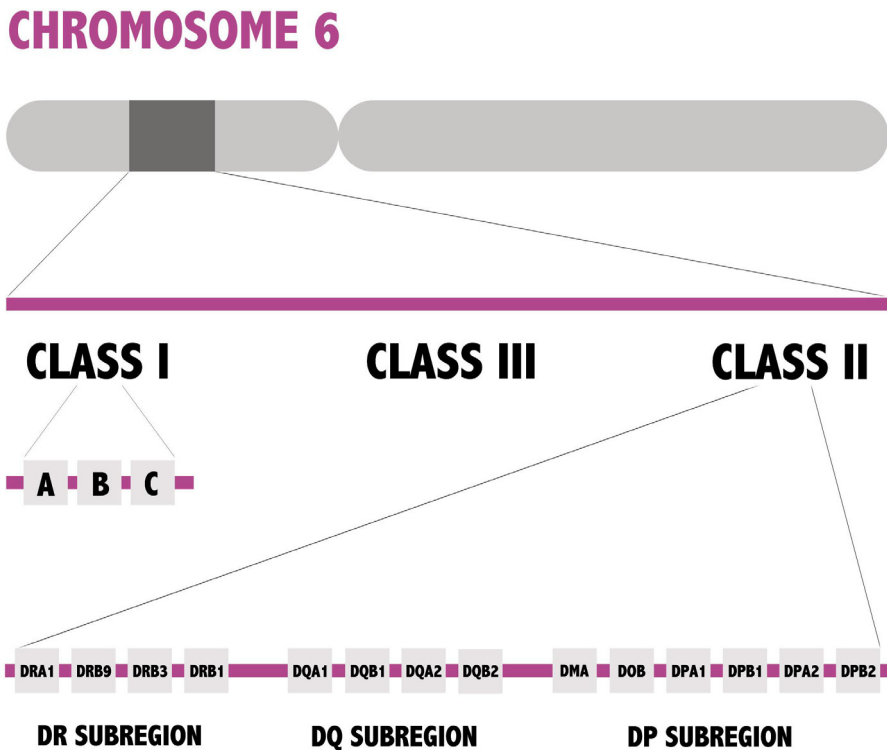 CHROMOSOME 6
CLASS I CLASS III CLASS II
A B C
DRA1 DRB9 DRB3 DRB1 DQA1 DQB1 DQA2 DQB2 DMA DOB DPA1 DPB1 DPA2 DPB2
DR SUBREGION DQ SUBREGION DP SUBREGION